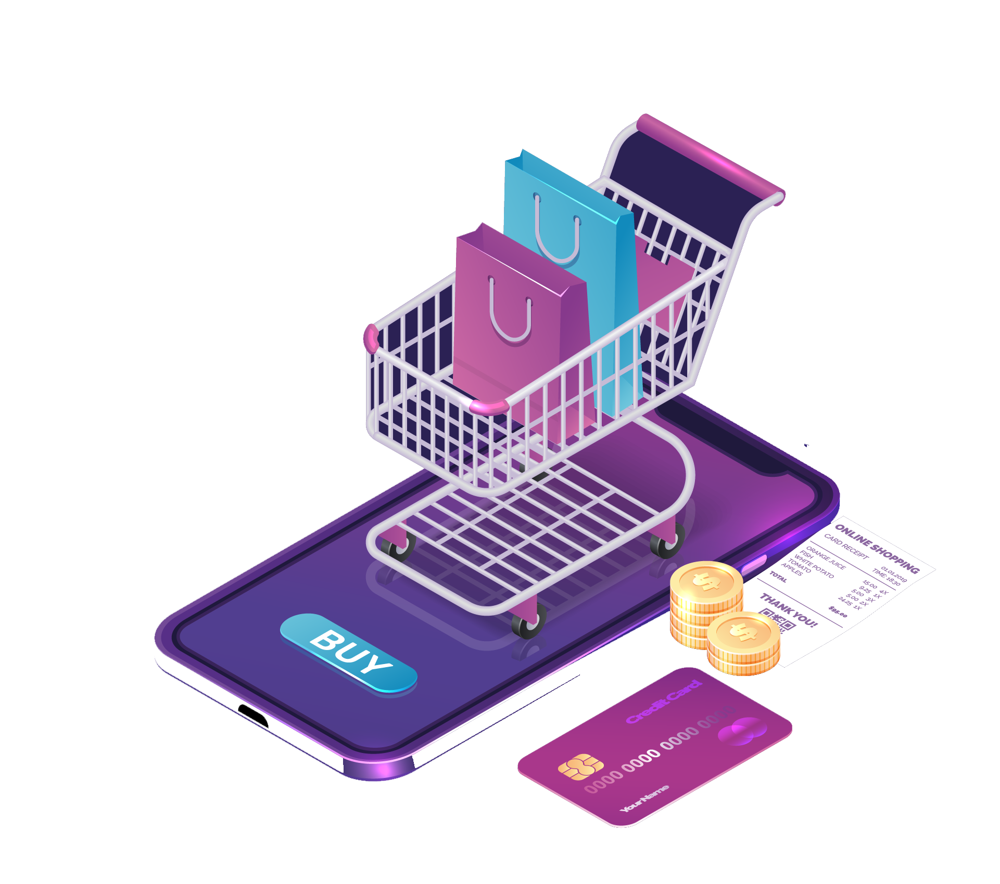 BUY
ONLINE SHOPPING
CARD RECEIPT
01.01.2019
TIME: 18:30
ORANGE JUICE 15.00 4X
FISH 9.25 1X
WHITE POTATO 5.00 3X
TOMATO 5.00 2X
APPLES 24.25 1X
TOTAL $95.00
THANK YOU!
Credit Card
0000 0000 0000 0000
Your Name